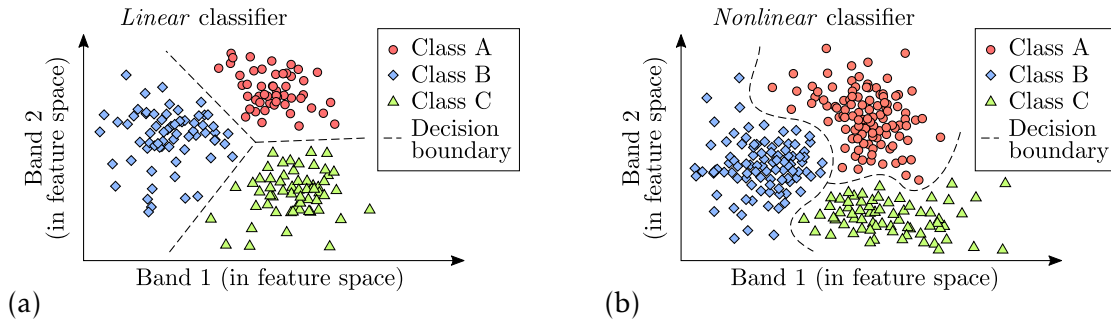 Linear classifier
Band 2
(in feature space)
Class A
Class B
Class C
Decision
boundary
Band 1 (in feature space)
(a)
Nonlinear classifier
Band 2
(in feature space)
Class A
Class B
Class C
Decision
boundary
Band 1 (in feature space)
(b)